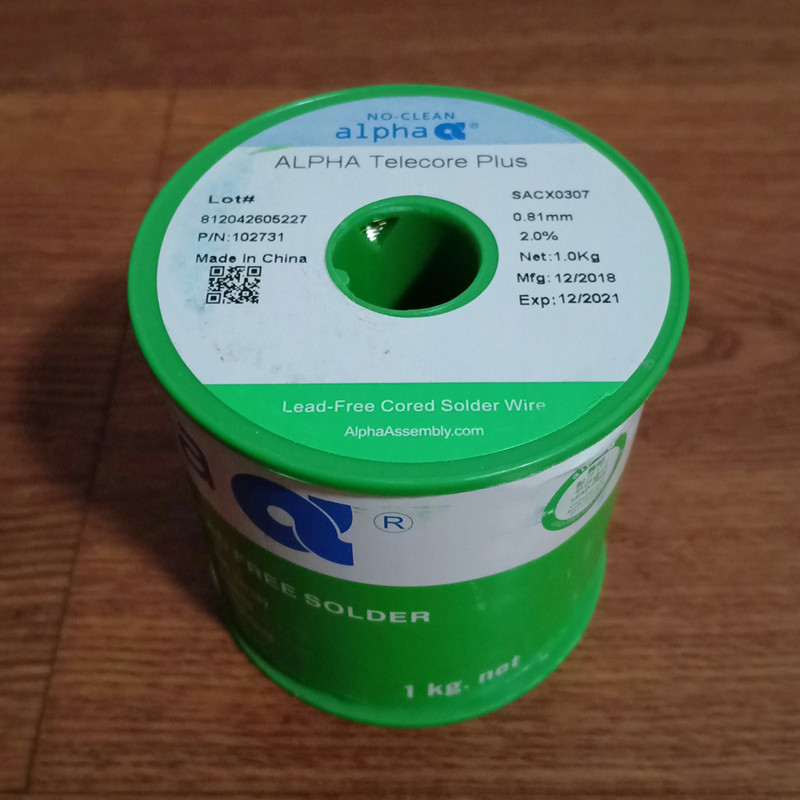 NO-CLEAN
alpha®
ALPHA Telecore Plus
Lot#
812042605227
P/N:102731
Made In China
SACX0307
0.81mm
2.0%
Net:1.0Kg
Mfg: 12/2018
Exp:12/2021
Lead-Free Cored Solder Wire
AlphaAssembly.com
a
®
FREE SOLDER
1 kg. net